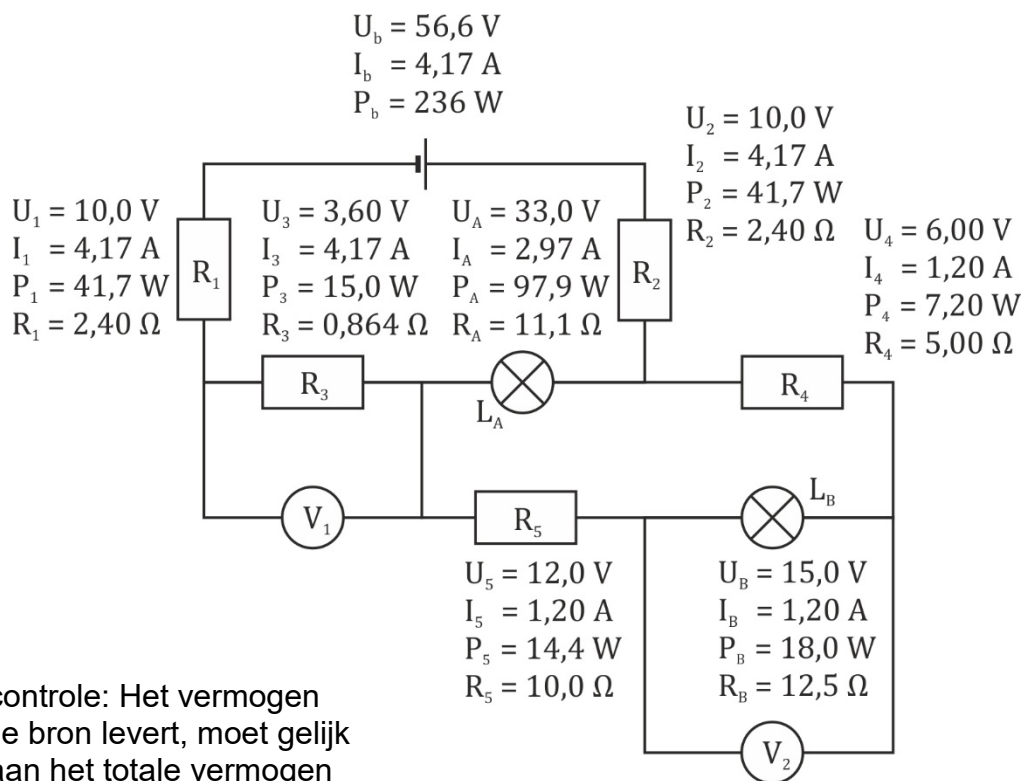 U_b = 56,6 V
I_b = 4,17 A
P_b = 236 W
U_2 = 10,0 V
I_2 = 4,17 A
P_2 = 41,7 W
R_2 = 2,40 Ω
U_1 = 10,0 V
I_1 = 4,17 A
P_1 = 41,7 W
R_1 = 2,40 Ω
R_1
U_3 = 3,60 V
I_3 = 4,17 A
P_3 = 15,0 W
R_3 = 0,864 Ω
U_A = 33,0 V
I_A = 2,97 A
P_A = 97,9 W
R_A = 11,1 Ω
R_2
U_4 = 6,00 V
I_4 = 1,20 A
P_4 = 7,20 W
R_4 = 5,00 Ω
R_3
L_A
R_4
V_1
R_5
L_B
U_5 = 12,0 V
I_5 = 1,20 A
P_5 = 14,4 W
R_5 = 10,0 Ω
U_B = 15,0 V
I_B = 1,20 A
P_B = 18,0 W
R_B = 12,5 Ω
V_2
controle: Het vermogen
e bron levert, moet gelijk
aan het totale vermogen